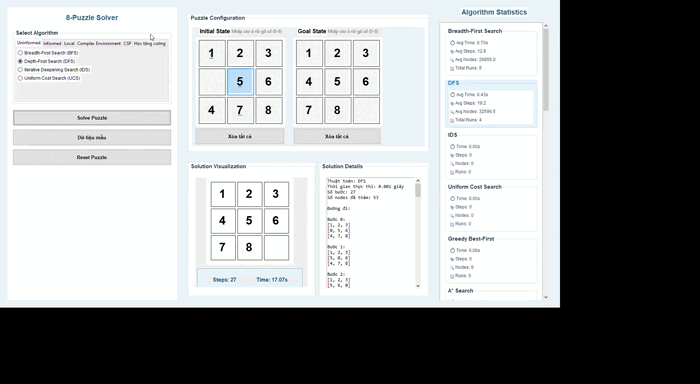 8-Puzzle Solver
Select Algorithm
Uninformed Informed Local Complex Environment CSP Học tăng cường
Breadth-First Search (BFS)
Depth-First Search (DFS)
Iterative Deepening Search (IDS)
Uniform Cost Search (UCS)
Solve Puzzle
Dữ liệu mẫu
Reset Puzzle
Puzzle Configuration
Initial State Nhập vào ô rồi gõ số (0-8)
1 2 3
5 6
4 7 8
Xóa tất cả
Goal State Nhập vào ô rồi gõ số (0-8)
1 2 3
4 5 6
7 8
Xóa tất cả
Solution Visualization
1 2 3
4 5 6
7 8
Steps: 27 Time: 17.07s
Solution Details
Thuật toán: DFS
Thời gian thực thi: 0.001 giây
Số bước: 27
Số nodes đã thăm: 53
Đường đi:
Bước 0:
[1, 2, 3]
[0, 5, 6]
[4, 7, 8]
Bước 1:
[1, 2, 3]
[5, 0, 6]
[4, 7, 8]
Bước 2:
[1, 2, 3]
[5, 6, 0]
Algorithm Statistics
Breadth-First Search
Avg Time: 0.70s
Avg Steps: 12.8
Avg Nodes: 29855.0
Total Runs: 5
DFS
Avg Time: 0.43s
Avg Steps: 19.2
Avg Nodes: 32596.5
Total Runs: 4
IDS
Time: 0.00s
Steps: 0
Nodes: 0
Runs: 0
Uniform Cost Search
Time: 0.00s
Steps: 0
Nodes: 0
Runs: 0
Greedy Best-First
Time: 0.00s
Steps: 0
Nodes: 0
Runs: 0
A* Search